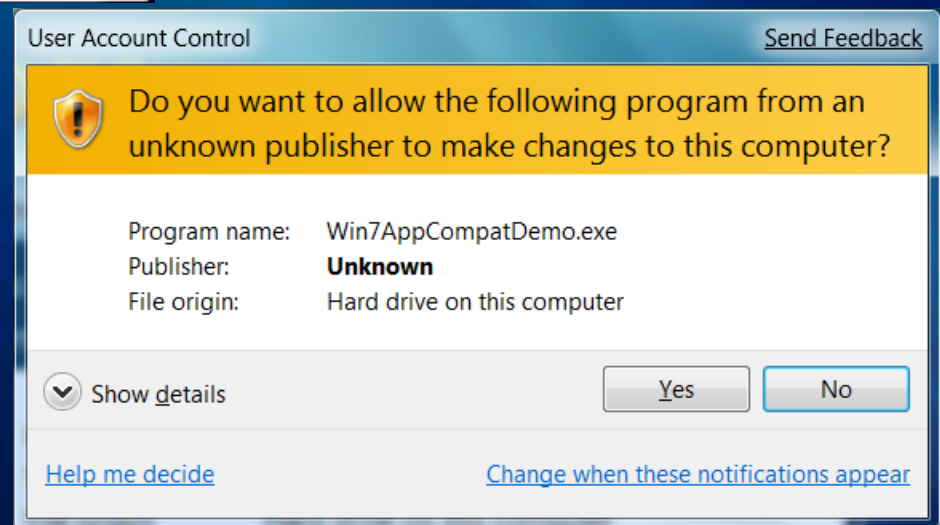 User Account Control Send Feedback
Do you want to allow the following program from an
unknown publisher to make changes to this computer?
Program name: Win7AppCompatDemo.exe
Publisher: Unknown
File origin: Hard drive on this computer
Show details Yes No
Help me decide Change when these notifications appear